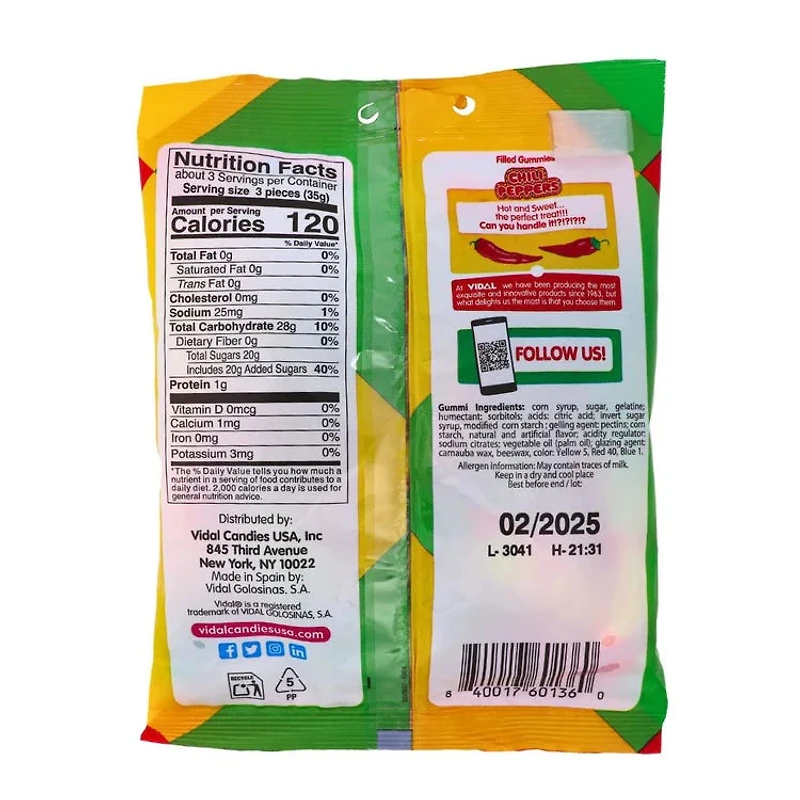 Nutrition Facts
about 3 Servings per Container
Serving size 3 pieces (35g)
Amount per Serving
Calories 120
% Daily Value*
Total Fat 0g 0%
Saturated Fat 0g 0%
Trans Fat 0g
Cholesterol 0mg 0%
Sodium 25mg 1%
Total Carbohydrate 28g 10%
Dietary Fiber 0g 0%
Total Sugars 20g
Includes 20g Added Sugars 40%
Protein 1g
Vitamin D 0mcg 0%
Calcium 1mg 0%
Iron 0mg 0%
Potassium 3mg 0%
*The % Daily Value tells you how much a
nutrient in a serving of food contributes to a
daily diet. 2,000 calories a day is used for
general nutrition advice.
Distributed by:
Vidal Candies USA, Inc
845 Third Avenue
New York, NY 10022
Made in Spain by:
Vidal Golosinas. S.A.
Vidal® is a registered
trademark of VIDAL GOLOSINAS, S.A.
vidalcandiesusa.com
RECYCLE
5
PP
Filled Gummies
CHILI
PEPPERS
Hot and Sweet...
the perfect treat!!!
Can you handle it!?!?!?!?
At VIDAL we have been producing the most
exquisite and innovative products since 1963, but
what delights us the most is that you choose them
FOLLOW US!
Gummi Ingredients: corn syrup, sugar, gelatine;
humectant: sorbitols; acids: citric acid; invert sugar
syrup, modified corn starch; gelling agent: pectins; corn
starch, natural and artificial flavor; acidity regulator:
sodium citrates; vegetable oil (palm oil); glazing agent:
carnauba wax, beeswax, color: Yellow 5, Red 40, Blue 1.
Allergen Information: May contain traces of milk.
Keep in a dry and cool place
Best before end / lot:
02/2025
L- 3041 H- 21:31
8 40017 60136 0